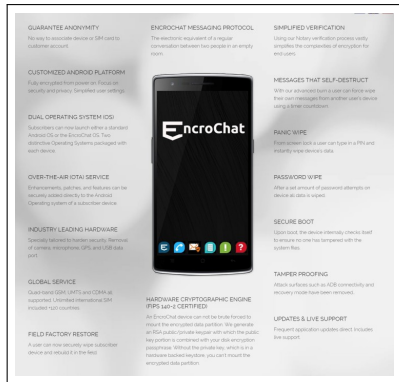 GUARANTEE ANONYMITY
No way to associate device or SIM card to
customer account
CUSTOMIZED ANDROID PLATFORM
Fully encrypted from power on. Focus on
security and privacy. Simplified user settings
DUAL OPERATING SYSTEM (OS)
Subscribers can now launch either a standard
Android OS or the EncroChat OS. Two
distinctive Operating Systems packaged with
each device.
OVER-THE-AIR (OTA) SERVICE
Enhancements, patches, and features can be
securely added directly to the Android
Operating system of a subscriber device.
INDUSTRY LEADING HARDWARE
Specially tailored to harden security. Removal
of camera, microphone, GPS, and USB data
port.
GLOBAL SERVICE
Quad-band GSM, UMTS and CDMA all
supported. Unlimited international SIM
included (120 countries).
FIELD FACTORY RESTORE
A user can now securely wipe subscriber
device and rebuild it in the field.
ENCROCHAT MESSAGING PROTOCOL
The electronic equivalent of a regular
conversation between two people in an empty
room.
EncroChat
HARDWARE CRYPTOGRAPHIC ENGINE
(FIPS 140-2 CERTIFIED)
An EncroChat device can not be brute forced to
mount the encrypted data partition. We generate
an RSA public/private keypair with which the public
key portion is combined with your disk encryption
passphrase. Without the private key, which is in a
hardware backed keystore, you can't mount the
encrypted data partition.
SIMPLIFIED VERIFICATION
Using our Notary verification process vastly
simplifies the complexities of encryption for
end users.
MESSAGES THAT SELF-DESTRUCT
With our advanced burn a user can force wipe
their own messages from another user's device
using a timer countdown.
PANIC WIPE
From screen lock a user can type in a PIN and
instantly wipe device's data.
PASSWORD WIPE
After a set amount of password attempts on
device all data is wiped.
SECURE BOOT
Upon boot, the device internally checks itself
to ensure no one has tampered with the
system files.
TAMPER PROOFING
Attack surfaces such as ADB connectivity and
recovery mode have been removed.
UPDATES & LIVE SUPPORT
Frequent application updates direct includes
live support.